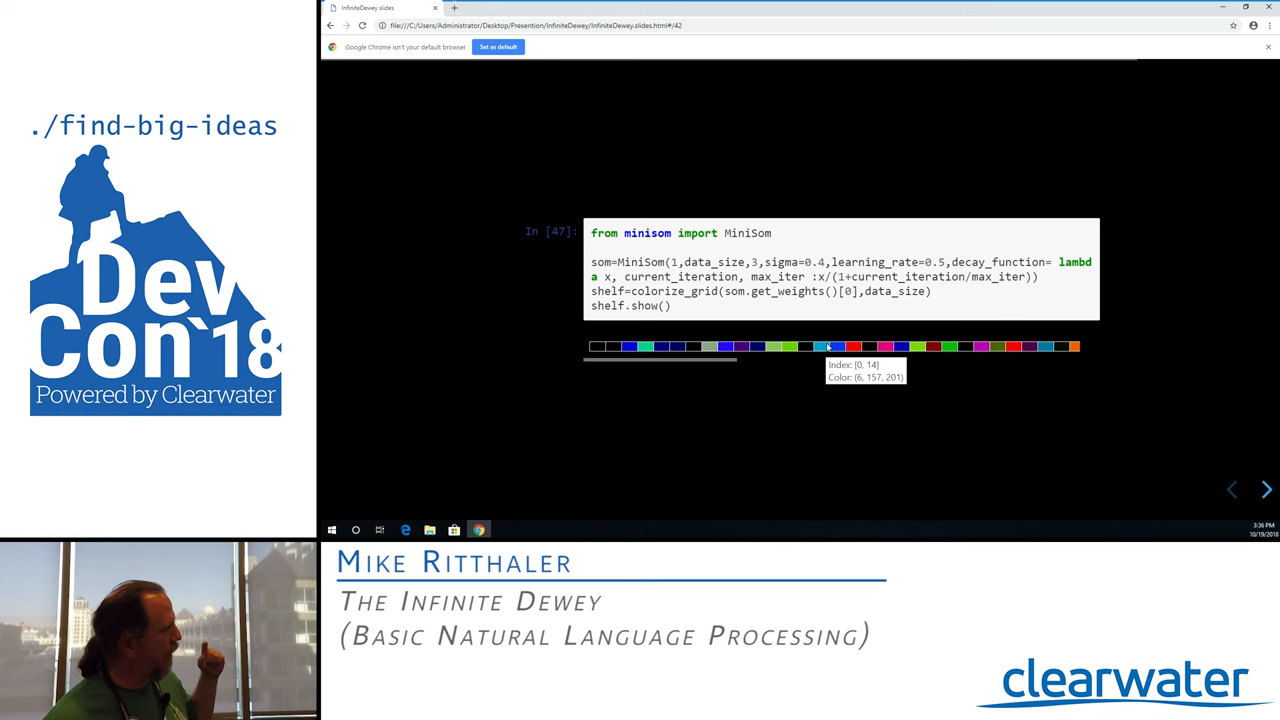 InfiniteDewey slides
file:///C:/Users/Administrator/Desktop/Presention/InfiniteDewey/InfiniteDewey.slides.html#/42
Google Chrome isn't your default browser
Set as default
./find-big-ideas
Dev
Con`18
Powered by Clearwater
In [47]:
from minisom import MiniSom
som=MiniSom(1,data_size,3,sigma=0.4,learning_rate=0.5,decay_function= lambd
a x, current_iteration, max_iter :x/(1+current_iteration/max_iter))
shelf=colorize_grid(som.get_weights()[0],data_size)
shelf.show()
Index: [0, 14]
Color: (6, 157, 201)
3:36 PM
10/19/2018
MIKE RITTHALER
THE INFINITE DEWEY
(BASIC NATURAL LANGUAGE PROCESSING)
clearwater